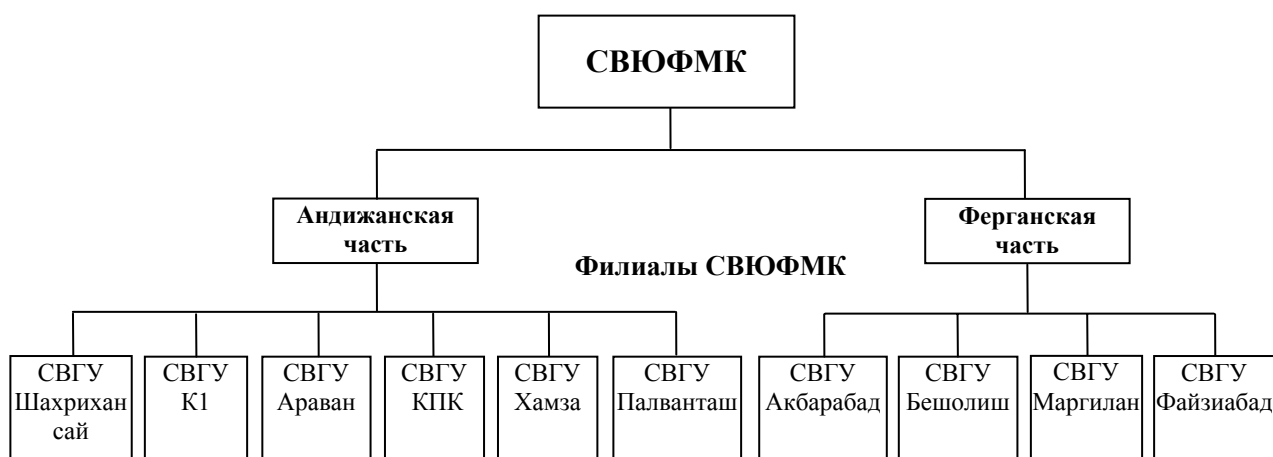 СВЮФМК
Андижанская
часть
Ферганская
часть
Филиалы СВЮФМК
СВГУ
Шахрихан
сай
СВГУ
К1
СВГУ
Араван
СВГУ
КПК
СВГУ
Хамза
СВГУ
Палванташ
СВГУ
Акбарабад
СВГУ
Бешолиш
СВГУ
Маргилан
СВГУ
Файзиабад